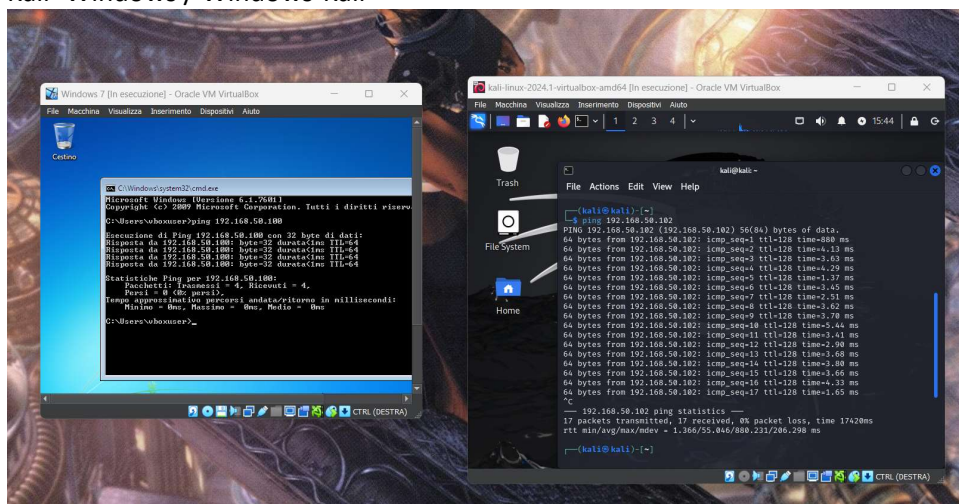 Windows 7 [In esecuzione] - Oracle VM VirtualBox
File Macchina Visualizza Inserimento Dispositivi Aiuto
Cestino
C:\Windows\system32\cmd.exe
Microsoft Windows [Versione 6.1.7601]
Copyright (c) 2009 Microsoft Corporation. Tutti i diritti riserv
C:\Users\vboxuser>ping 192.168.50.100
Esecuzione di Ping 192.168.50.100 con 32 byte di dati:
Risposta da 192.168.50.100: byte=32 durata<1ms TTL=64
Risposta da 192.168.50.100: byte=32 durata<1ms TTL=64
Risposta da 192.168.50.100: byte=32 durata<1ms TTL=64
Risposta da 192.168.50.100: byte=32 durata<1ms TTL=64
Statistiche Ping per 192.168.50.100:
Pacchetti: Trasmessi = 4, Ricevuti = 4,
Persi = 0 (0% persi),
Tempo approssimativo percorsi andata/ritorno in millisecondi:
Minimo = 0ms, Massimo = 0ms, Medio = 0ms
C:\Users\vboxuser>_
CTRL (DESTRA)
kali-linux-2024.1-virtualbox-amd64 [In esecuzione] - Oracle VM VirtualBox
File Macchina Visualizza Inserimento Dispositivi Aiuto
1 2 3 4 15:44
Trash
File System
Home
kali@kali: ~
File Actions Edit View Help
(kali㉿kali)-[~]
$ ping 192.168.50.102
PING 192.168.50.102 (192.168.50.102) 56(84) bytes of data.
64 bytes from 192.168.50.102: icmp_seq=1 ttl=128 time=880 ms
64 bytes from 192.168.50.102: icmp_seq=2 ttl=128 time=4.13 ms
64 bytes from 192.168.50.102: icmp_seq=3 ttl=128 time=3.63 ms
64 bytes from 192.168.50.102: icmp_seq=4 ttl=128 time=4.29 ms
64 bytes from 192.168.50.102: icmp_seq=5 ttl=128 time=1.37 ms
64 bytes from 192.168.50.102: icmp_seq=6 ttl=128 time=3.45 ms
64 bytes from 192.168.50.102: icmp_seq=7 ttl=128 time=2.51 ms
64 bytes from 192.168.50.102: icmp_seq=8 ttl=128 time=3.62 ms
64 bytes from 192.168.50.102: icmp_seq=9 ttl=128 time=3.70 ms
64 bytes from 192.168.50.102: icmp_seq=10 ttl=128 time=5.44 ms
64 bytes from 192.168.50.102: icmp_seq=11 ttl=128 time=3.41 ms
64 bytes from 192.168.50.102: icmp_seq=12 ttl=128 time=2.90 ms
64 bytes from 192.168.50.102: icmp_seq=13 ttl=128 time=3.68 ms
64 bytes from 192.168.50.102: icmp_seq=14 ttl=128 time=3.80 ms
64 bytes from 192.168.50.102: icmp_seq=15 ttl=128 time=3.66 ms
64 bytes from 192.168.50.102: icmp_seq=16 ttl=128 time=4.33 ms
64 bytes from 192.168.50.102: icmp_seq=17 ttl=128 time=1.65 ms
^C
--- 192.168.50.102 ping statistics ---
17 packets transmitted, 17 received, 0% packet loss, time 17420ms
rtt min/avg/max/mdev = 1.366/55.046/880.231/206.298 ms
(kali㉿kali)-[~]
CTRL (DESTRA)